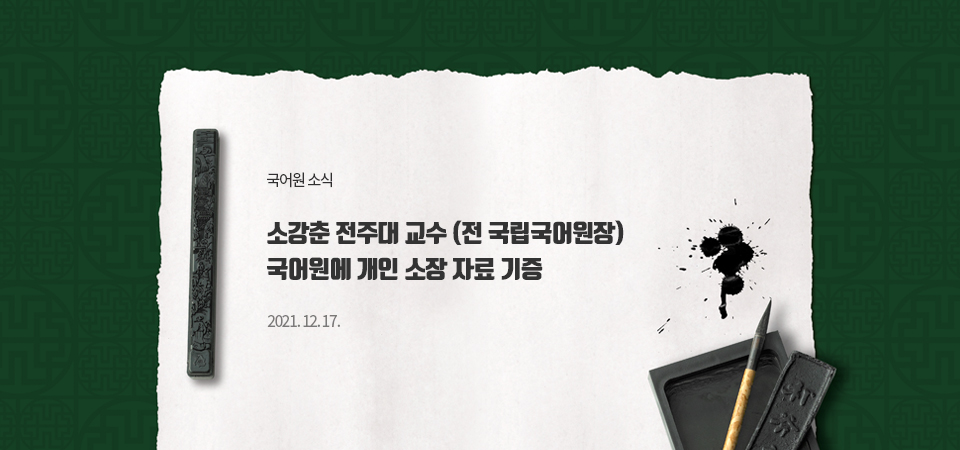 국어원 소식
소강춘 전주대 교수 (전 국립국어원장)
국어원에 개인 소장 자료 기증
2021. 12. 17.